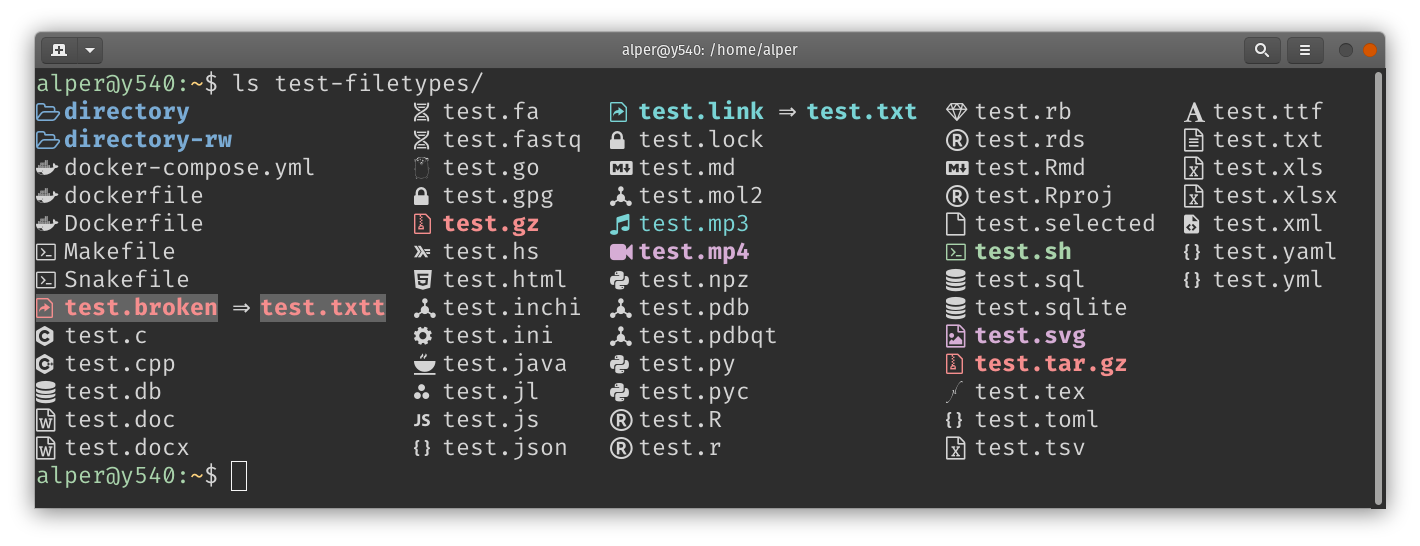 alper@y540: /home/alper
alper@y540:~$ ls test-filetypes/
directory test.fa test.link ⇒ test.txt test.rb test.ttf
directory-rw test.fastq test.lock test.rds test.txt
docker-compose.yml test.go test.md test.Rmd test.xls
dockerfile test.gpg test.mol2 test.Rproj test.xlsx
Dockerfile test.gz test.mp3 test.selected test.xml
Makefile test.hs test.mp4 test.sh test.yaml
Snakefile test.html test.npz test.sql test.yml
test.broken ⇒ test.txtt test.inchi test.pdb test.sqlite
test.c test.ini test.pdbqt test.svg
test.cpp test.java test.py test.tar.gz
test.db test.jl test.pyc test.tex
test.doc test.js test.R test.toml
test.docx test.json test.r test.tsv
alper@y540:~$